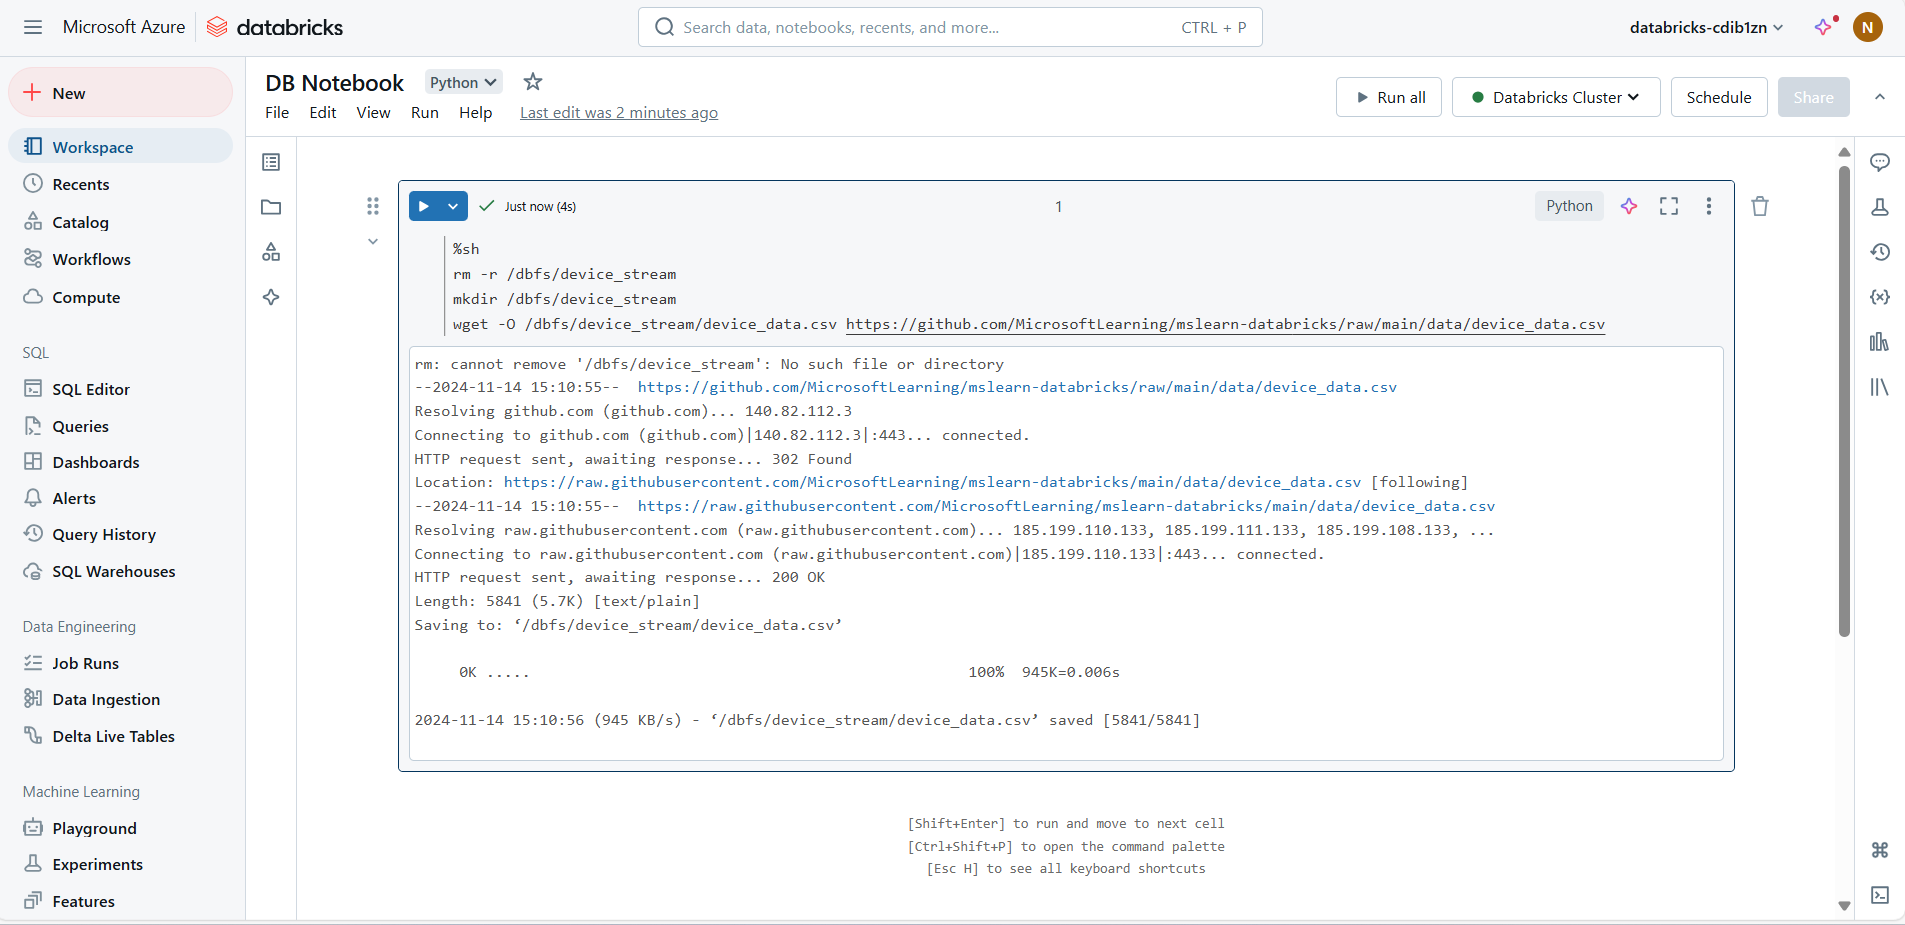 Microsoft Azure databricks Search data, notebooks, recents, and more... CTRL + P databricks-cdib1zn N
New
Workspace
Recents
Catalog
Workflows
Compute
SQL
SQL Editor
Queries
Dashboards
Alerts
Query History
SQL Warehouses
Data Engineering
Job Runs
Data Ingestion
Delta Live Tables
Machine Learning
Playground
Experiments
Features
DB Notebook Python
File Edit View Run Help Last edit was 2 minutes ago
Run all Databricks Cluster Schedule Share
Just now (4s) 1 Python
%sh
rm -r /dbfs/device_stream
mkdir /dbfs/device_stream
wget -O /dbfs/device_stream/device_data.csv https://github.com/MicrosoftLearning/mslearn-databricks/raw/main/data/device_data.csv
rm: cannot remove '/dbfs/device_stream': No such file or directory
--2024-11-14 15:10:55--  https://github.com/MicrosoftLearning/mslearn-databricks/raw/main/data/device_data.csv
Resolving github.com (github.com)... 140.82.112.3
Connecting to github.com (github.com)|140.82.112.3|:443... connected.
HTTP request sent, awaiting response... 302 Found
Location: https://raw.githubusercontent.com/MicrosoftLearning/mslearn-databricks/main/data/device_data.csv [following]
--2024-11-14 15:10:55--  https://raw.githubusercontent.com/MicrosoftLearning/mslearn-databricks/main/data/device_data.csv
Resolving raw.githubusercontent.com (raw.githubusercontent.com)... 185.199.110.133, 185.199.111.133, 185.199.108.133, ...
Connecting to raw.githubusercontent.com (raw.githubusercontent.com)|185.199.110.133|:443... connected.
HTTP request sent, awaiting response... 200 OK
Length: 5841 (5.7K) [text/plain]
Saving to: ‘/dbfs/device_stream/device_data.csv’
0K ..... 100% 945K=0.006s
2024-11-14 15:10:56 (945 KB/s) - ‘/dbfs/device_stream/device_data.csv’ saved [5841/5841]
[Shift+Enter] to run and move to next cell
[Ctrl+Shift+P] to open the command palette
[Esc H] to see all keyboard shortcuts